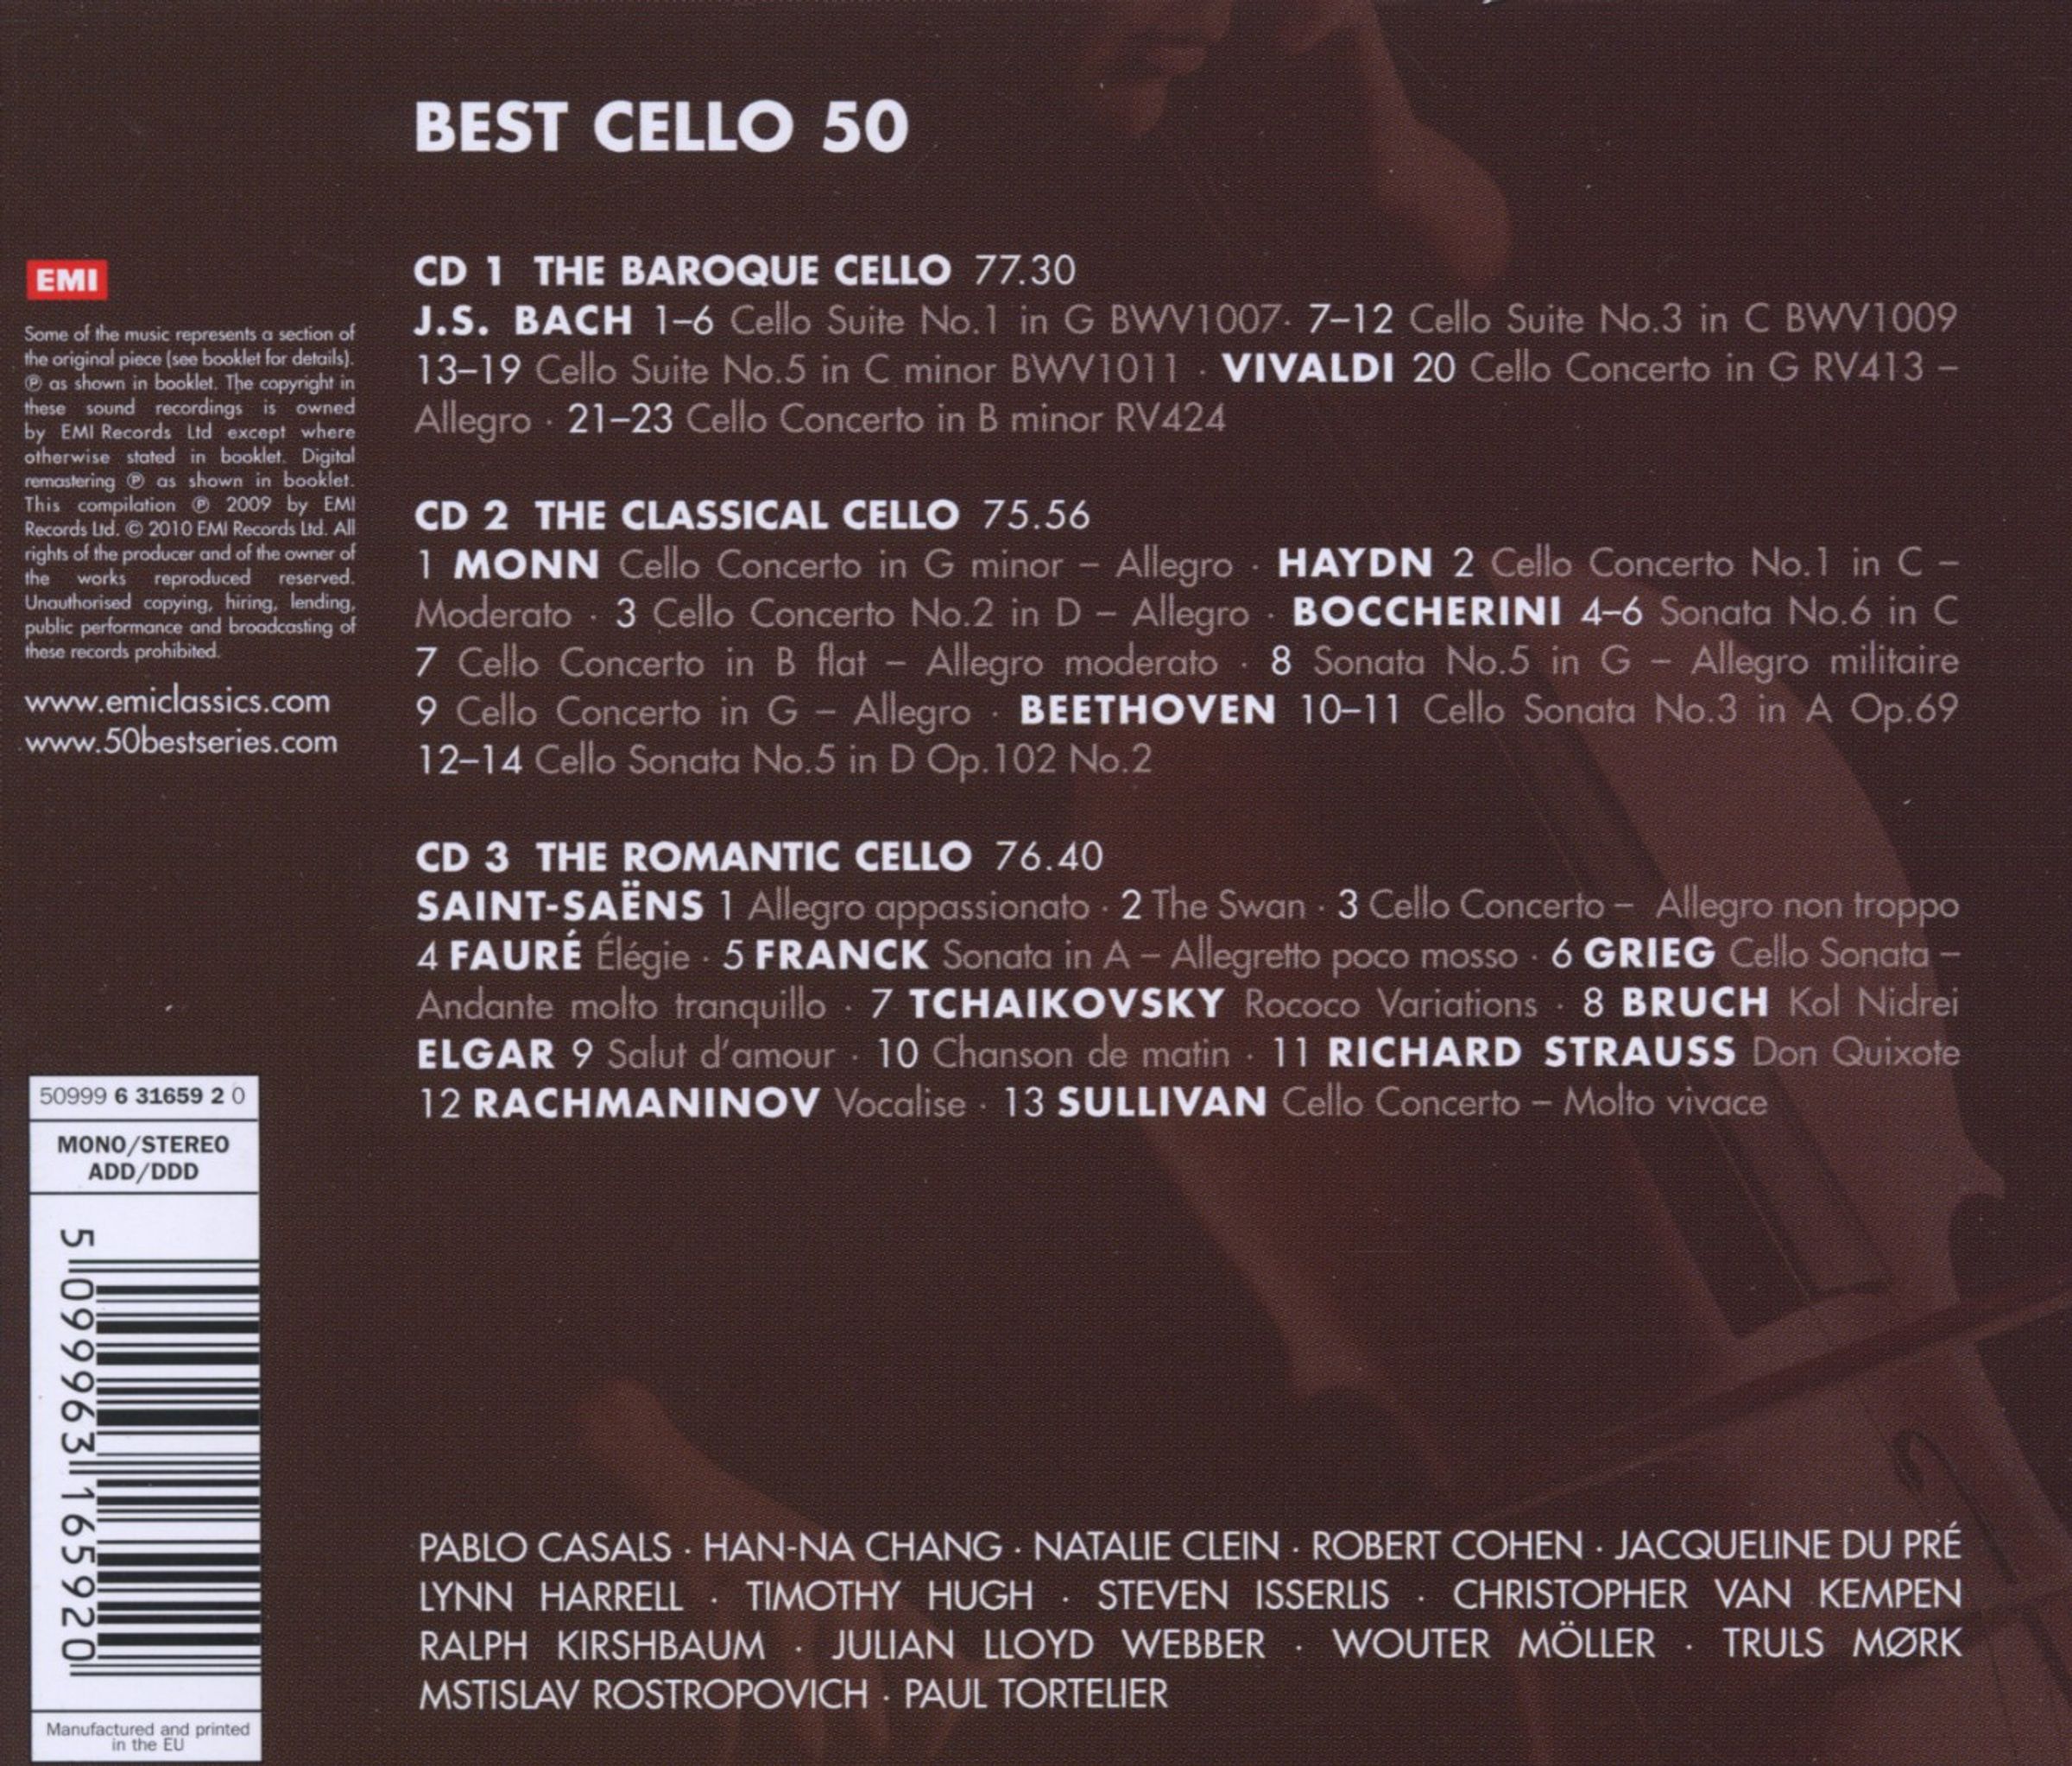 BEST CELLO 50
CD 1 THE BAROQUE CELLO 77.30
J.S. BACH 1–6 Cello Suite No.1 in G BWV1007· 7–12 Cello Suite No.3 in C BWV1009
13–19 Cello Suite No.5 in C minor BWV1011 · VIVALDI 20 Cello Concerto in G RV413 –
Allegro · 21–23 Cello Concerto in B minor RV424
CD 2 THE CLASSICAL CELLO 75.56
1 MONN Cello Concerto in G minor – Allegro · HAYDN 2 Cello Concerto No.1 in C –
Moderato · 3 Cello Concerto No.2 in D – Allegro · BOCCHERINI 4–6 Sonata No.6 in C
7 Cello Concerto in B flat – Allegro moderato · 8 Sonata No.5 in G – Allegro militaire
9 Cello Concerto in G – Allegro · BEETHOVEN 10–11 Cello Sonata No.3 in A Op.69
12–14 Cello Sonata No.5 in D Op.102 No.2
CD 3 THE ROMANTIC CELLO 76.40
SAINT-SAËNS 1 Allegro appassionato · 2 The Swan · 3 Cello Concerto – Allegro non troppo
4 FAURÉ Élégie · 5 FRANCK Sonata in A – Allegretto poco mosso · 6 GRIEG Cello Sonata –
Andante molto tranquillo · 7 TCHAIKOVSKY Rococo Variations · 8 BRUCH Kol Nidrei
ELGAR 9 Salut d'amour · 10 Chanson de matin · 11 RICHARD STRAUSS Don Quixote
12 RACHMANINOV Vocalise · 13 SULLIVAN Cello Concerto – Molto vivace
PABLO CASALS · HAN-NA CHANG · NATALIE CLEIN · ROBERT COHEN · JACQUELINE DU PRÉ
LYNN HARRELL · TIMOTHY HUGH · STEVEN ISSERLIS · CHRISTOPHER VAN KEMPEN
RALPH KIRSHBAUM · JULIAN LLOYD WEBBER · WOUTER MÖLLER · TRULS MØRK
MSTISLAV ROSTROPOVICH · PAUL TORTELIER
EMI
Some of the music represents a section of
the original piece (see booklet for details).
℗ as shown in booklet. The copyright in
these sound recordings is owned
by EMI Records Ltd except where
otherwise stated in booklet. Digital
remastering ℗ as shown in booklet.
This compilation ℗ 2009 by EMI
Records Ltd. © 2010 EMI Records Ltd. All
rights of the producer and of the owner of
the works reproduced reserved.
Unauthorised copying, hiring, lending,
public performance and broadcasting of
these records prohibited.
www.emiclassics.com
www.50bestseries.com
50999 6 31659 2 0
MONO/STEREO
ADD/DDD
5 099963 165920
Manufactured and printed
in the EU